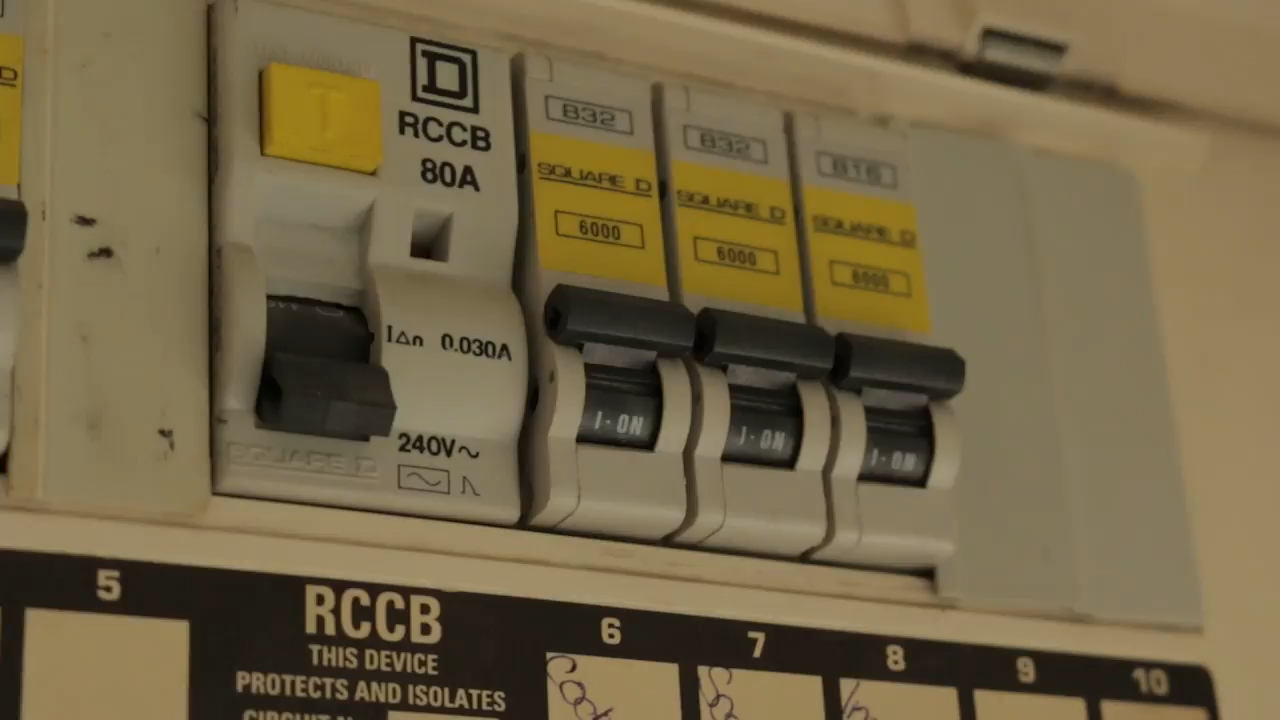 D
RCCB
80A
I∆n 0.030A
240V~
SQUARE D
B32
SQUARE D
6000
I·ON
B32
SQUARE D
6000
I·ON
B16
SQUARE D
6000
I·ON
5
RCCB
THIS DEVICE
PROTECTS AND ISOLATES
6
7
8
9
10